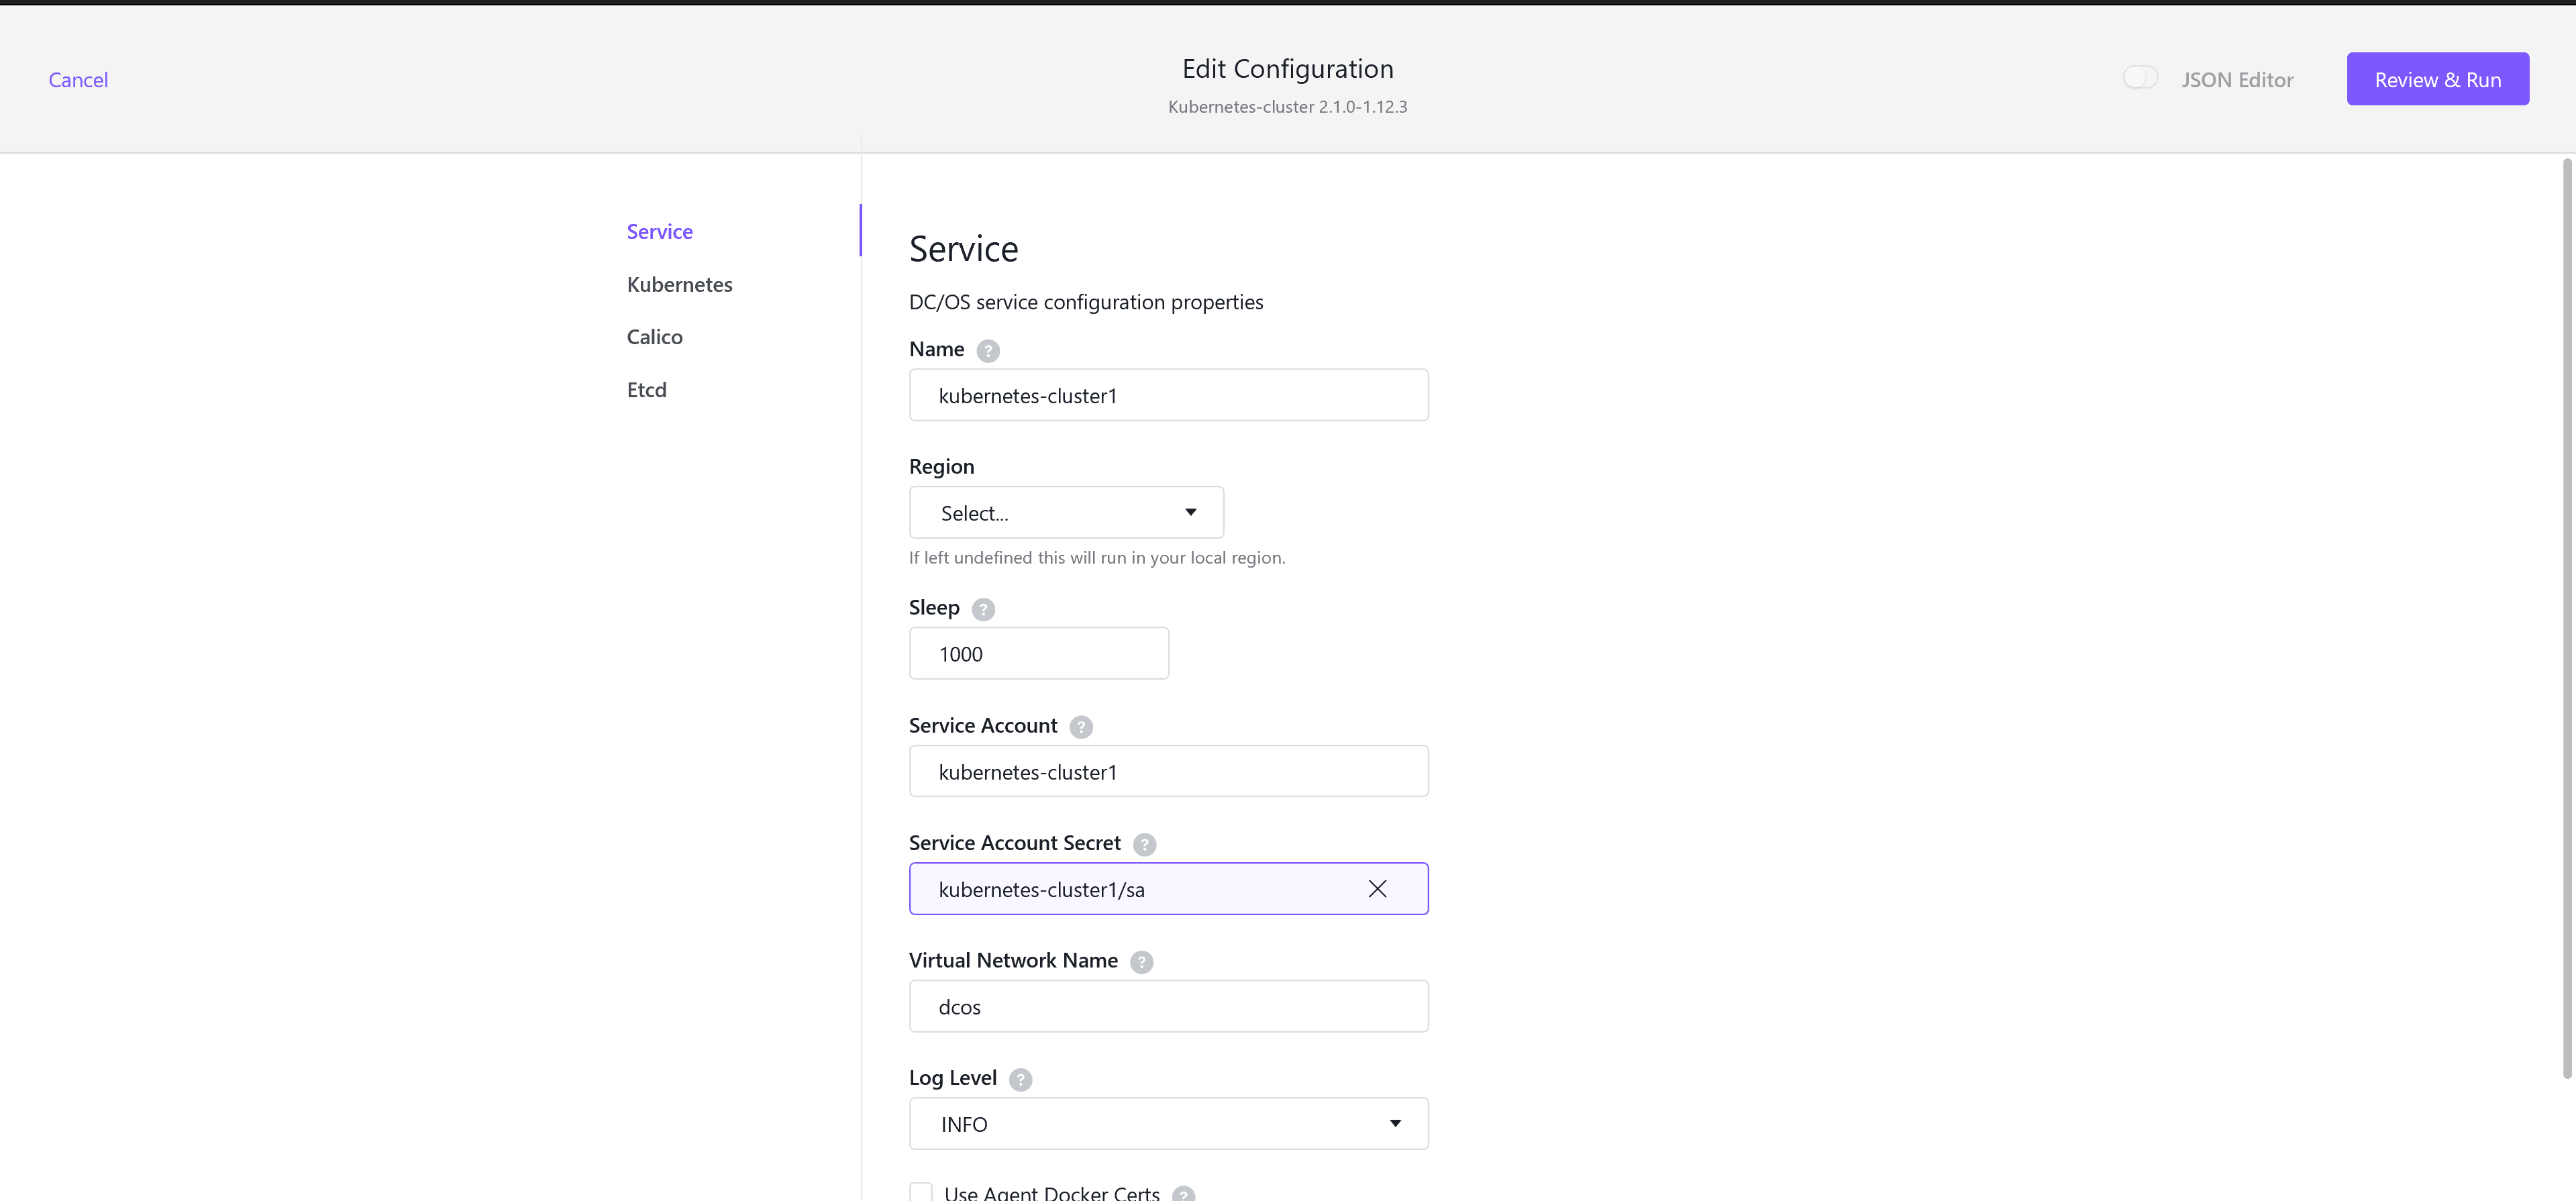 Cancel
Edit Configuration
Kubernetes-cluster 2.1.0-1.12.3
JSON Editor
Review & Run
Service
Kubernetes
Calico
Etcd
Service
DC/OS service configuration properties
Name ?
kubernetes-cluster1
Region
Select...
If left undefined this will run in your local region.
Sleep ?
1000
Service Account ?
kubernetes-cluster1
Service Account Secret ?
kubernetes-cluster1/sa
Virtual Network Name ?
dcos
Log Level ?
INFO
Use Agent Docker Certs ?